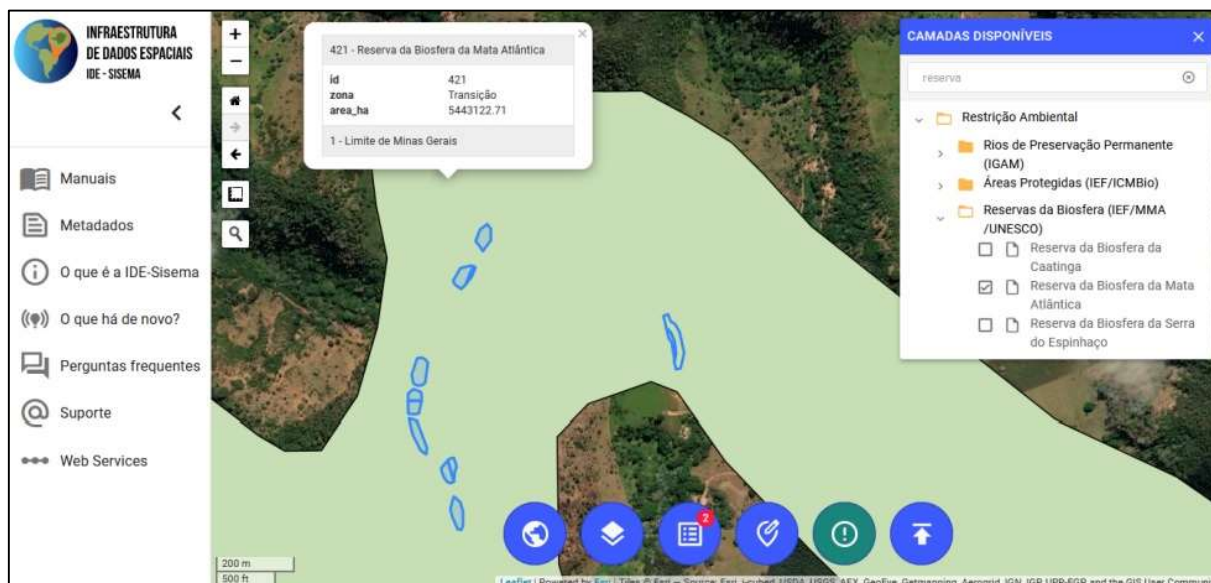 INFRAESTRUTURA
DE DADOS ESPACIAIS
IDE - SISEMA
Manuais
Metadados
O que é a IDE-Sisema
O que há de novo?
Perguntas frequentes
Suporte
Web Services
+
−
421 - Reserva da Biosfera da Mata Atlântica
id 421
zona Transição
area_ha 5443122.71
1 - Limite de Minas Gerais
CAMADAS DISPONÍVEIS
reserva
Restrição Ambiental
Rios de Preservação Permanente
(IGAM)
Áreas Protegidas (IEF/ICMBio)
Reservas da Biosfera (IEF/MMA
/UNESCO)
Reserva da Biosfera da
Caatinga
Reserva da Biosfera da Mata
Atlântica
Reserva da Biosfera da Serra
do Espinhaço
2
200 m
500 ft
Leaflet | Powered by Esri | Tiles © Esri — Source: Esri, i-cubed, USDA, USGS, AEX, GeoEye, Getmapping, Aerogrid, IGN, IGP, UPR-EGP, and the GIS User Commun